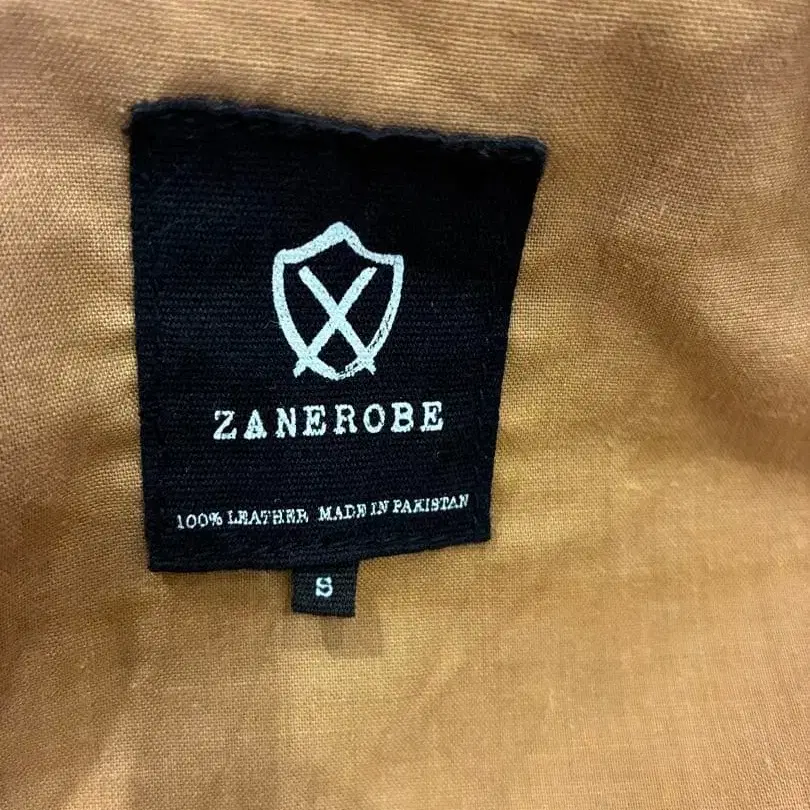 ZANEROBE
100% LEATHER MADE IN PAKISTAN
S